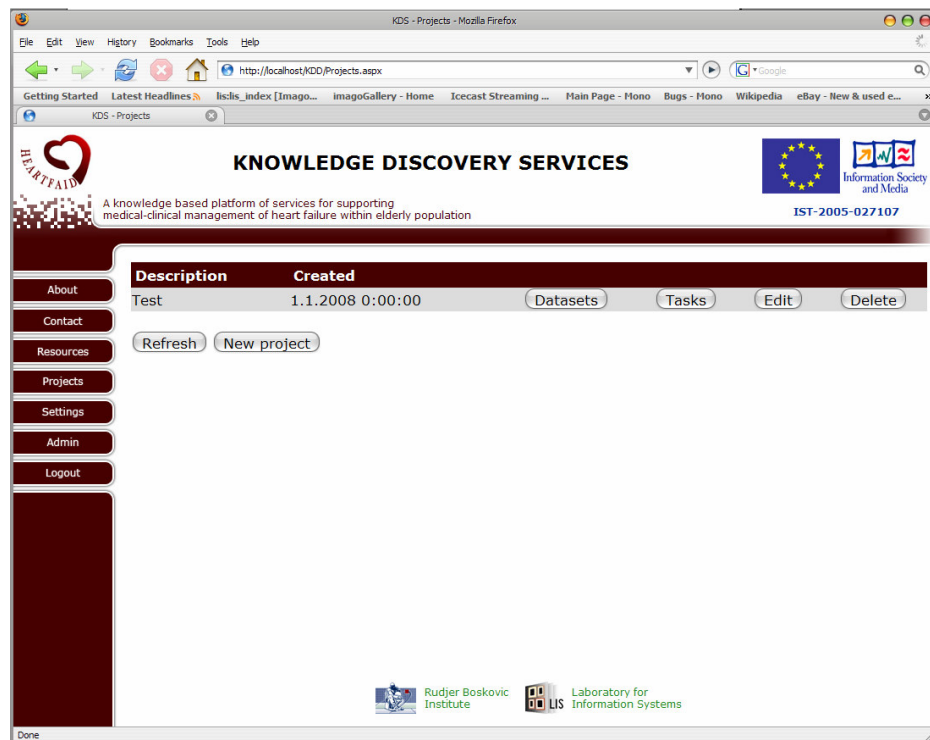 KDS - Projects - Mozilla Firefox
File Edit View History Bookmarks Tools Help
http://localhost/KDD/Projects.aspx
G Google
Getting Started Latest Headlines lis:lis_index [Imago... imagoGallery - Home Icecast Streaming ... Main Page - Mono Bugs - Mono Wikipedia eBay - New & used e... »
KDS - Projects
HEARTFAID
KNOWLEDGE DISCOVERY SERVICES
A knowledge based platform of services for supporting
medical-clinical management of heart failure within elderly population
Information Society
and Media
IST-2005-027107
About
Contact
Resources
Projects
Settings
Admin
Logout
Description Created
Test 1.1.2008 0:00:00 Datasets Tasks Edit Delete
Refresh New project
Rudjer Boskovic
Institute
LIS
Laboratory for
Information Systems
Done